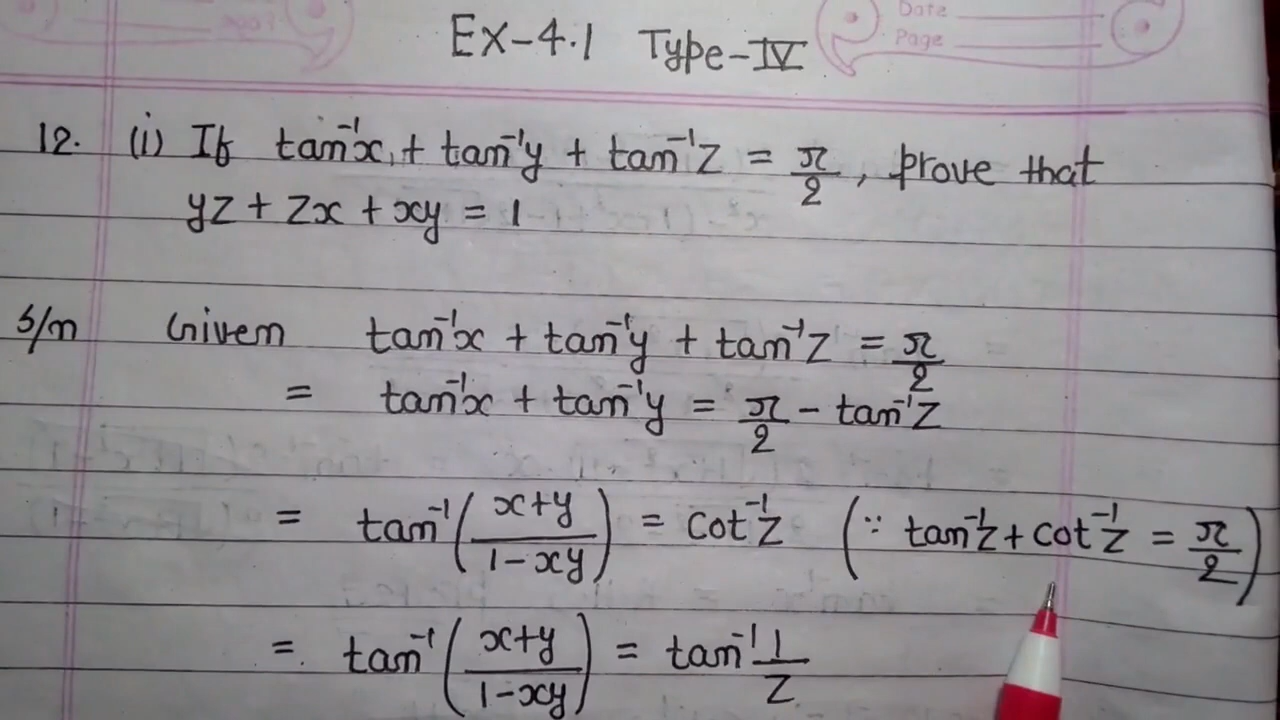 Date
Page
Ex-4.1 Type-IV
12. (i) If tan⁻¹x + tan⁻¹y + tan⁻¹z = π/2, prove that
yz + zx + xy = 1
S/n Given tan⁻¹x + tan⁻¹y + tan⁻¹z = π/2
= tan⁻¹x + tan⁻¹y = π/2 - tan⁻¹z
= tan⁻¹((x+y)/(1-xy)) = cot⁻¹z (∵ tan⁻¹z + cot⁻¹z = π/2)
= tan⁻¹((x+y)/(1-xy)) = tan⁻¹ 1/z